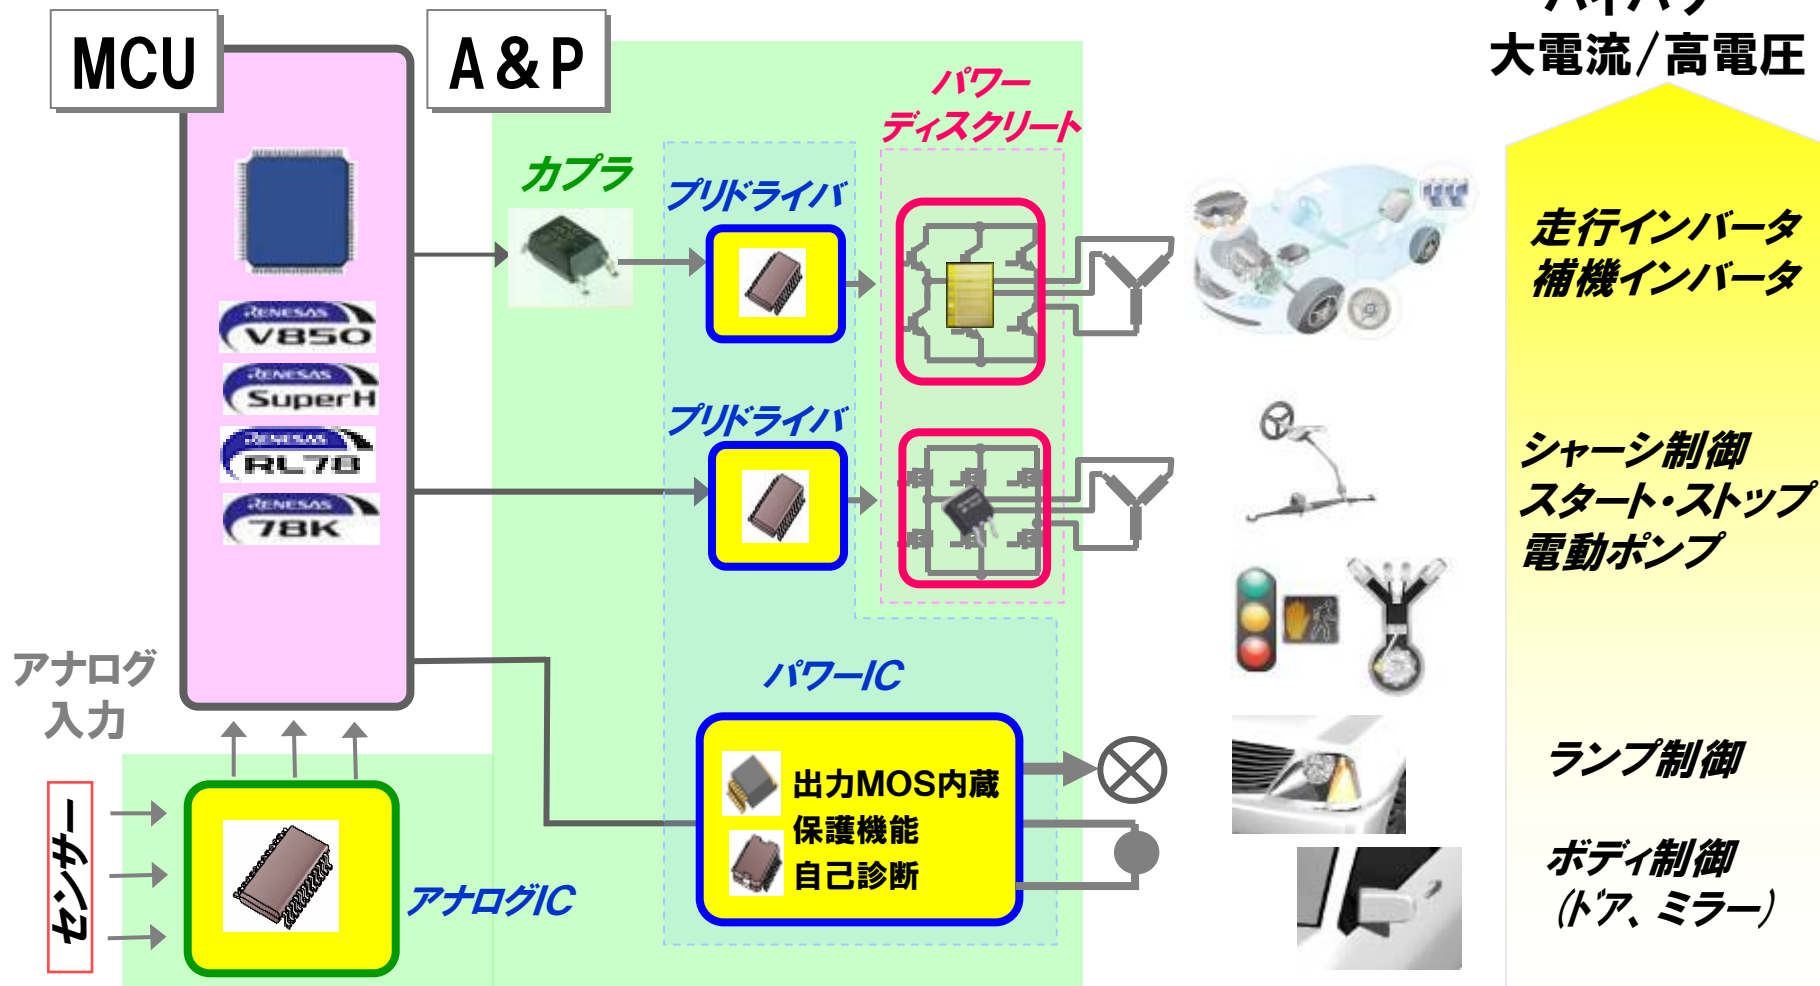 MCU
A&P
大電流/高電圧
パワー
ディスクリート
カプラ
プリドライバ
走行インバータ
補機インバータ
RENESAS
V850
RENESAS
SuperH
RENESAS
RL78
RENESAS
78K
プリドライバ
シャーシ制御
スタート・ストップ
電動ポンプ
アナログ
入力
パワーIC
出力MOS内蔵
保護機能
自己診断
ランプ制御
センサー
アナログIC
ボディ制御
(ドア、ミラー)